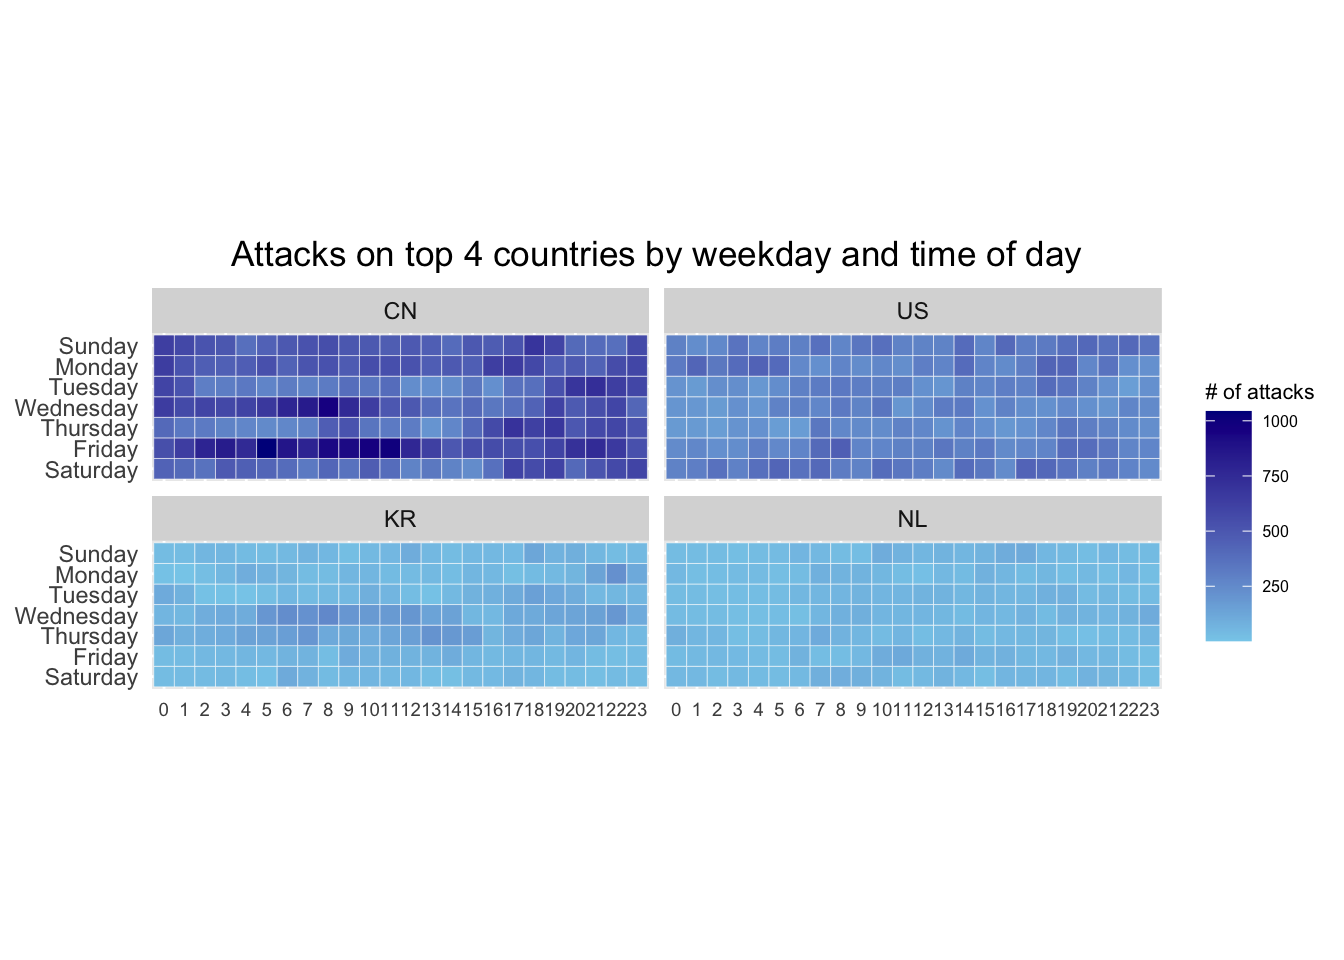 Attacks on top 4 countries by weekday and time of day
CN
US
Sunday
Monday
Tuesday
Wednesday
Thursday
Friday
Saturday
KR
NL
Sunday
Monday
Tuesday
Wednesday
Thursday
Friday
Saturday
0 1 2 3 4 5 6 7 8 9 10 11 12 13 14 15 16 17 18 19 20 21 22 23
0 1 2 3 4 5 6 7 8 9 10 11 12 13 14 15 16 17 18 19 20 21 22 23
# of attacks
1000
750
500
250